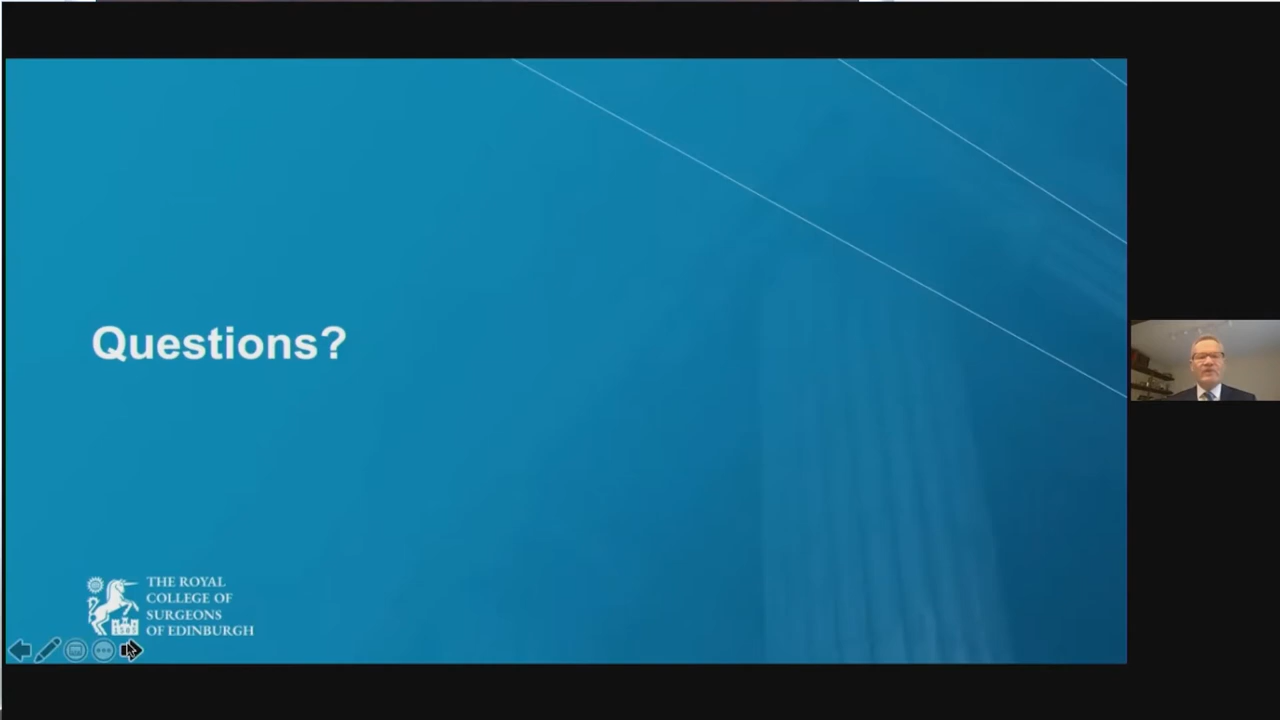 Questions?
THE ROYAL
COLLEGE OF
SURGEONS
OF EDINBURGH